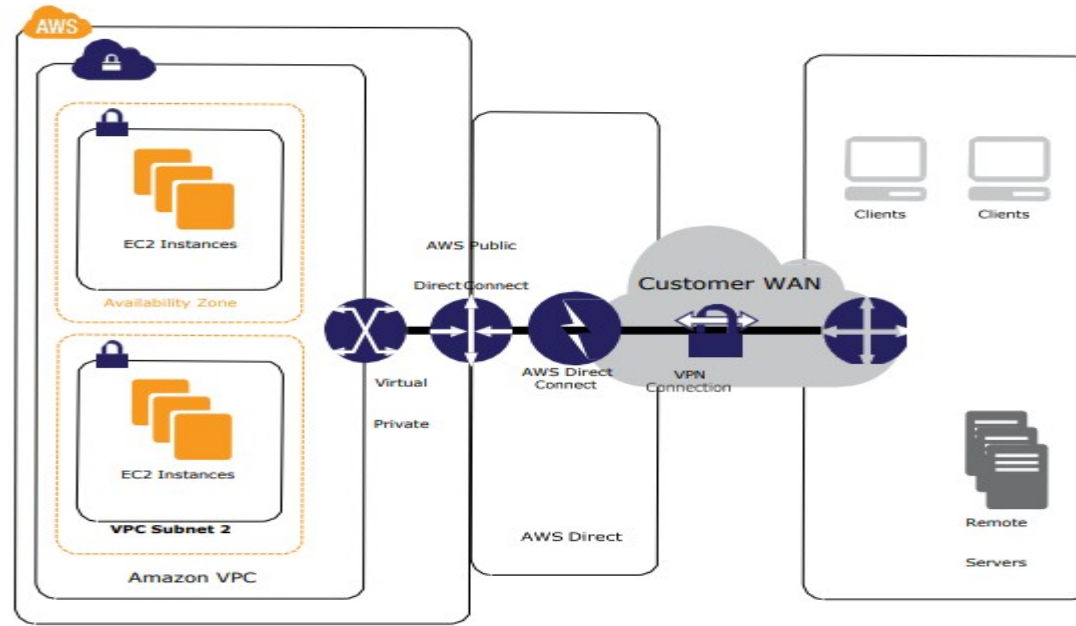 AWS
EC2 Instances
Availability Zone
EC2 Instances
VPC Subnet 2
Amazon VPC
Virtual
Private
AWS Public
Direct Connect
AWS Direct
Connect
AWS Direct
Customer WAN
VPN
Connection
Clients
Clients
Remote
Servers